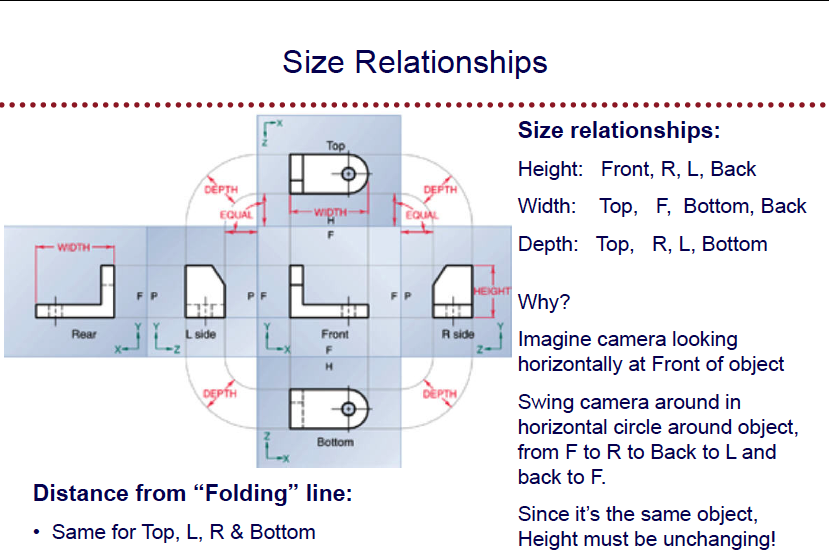 Size Relationships
X
Z
Top
DEPTH
DEPTH
EQUAL
WIDTH
EQUAL
H
F
WIDTH
HEIGHT
F P
P F
F P
Rear
L side
Front
R side
Y
Y
Y
Y
X
Z
X
Z
F
H
DEPTH
DEPTH
Z
X
Bottom
Size relationships:
Height: Front, R, L, Back
Width: Top, F, Bottom, Back
Depth: Top, R, L, Bottom
Why?
Imagine camera looking
horizontally at Front of object
Swing camera around in
horizontal circle around object,
from F to R to Back to L and
back to F.
Since it's the same object,
Height must be unchanging!
Distance from “Folding” line:
• Same for Top, L, R & Bottom